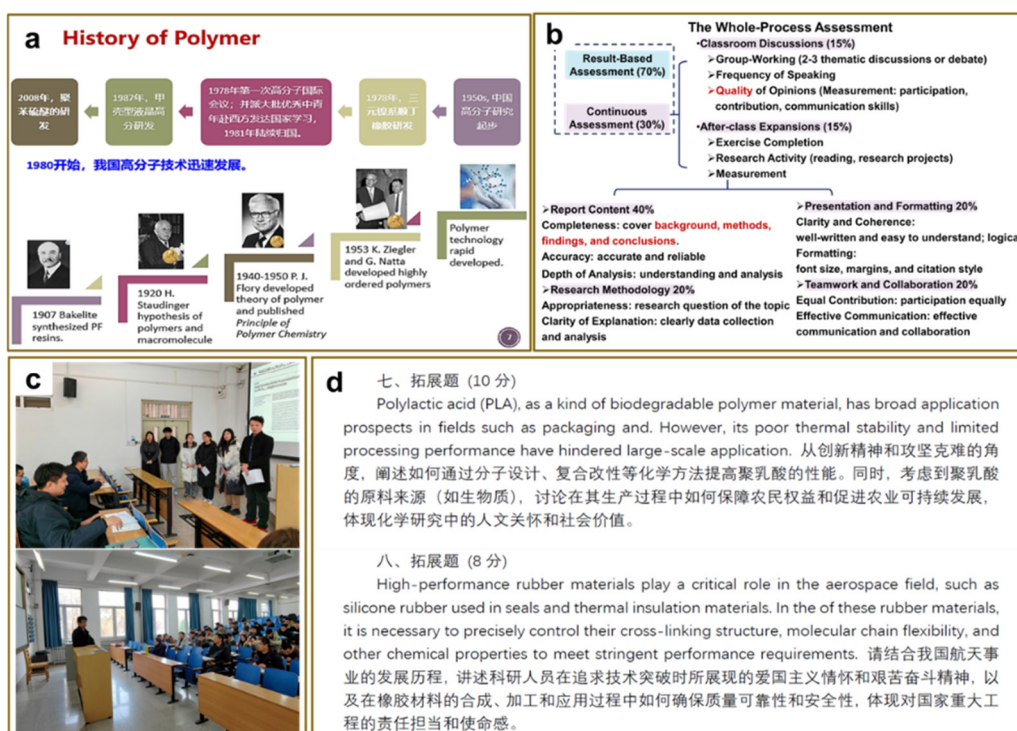 a
History of Polymer
2008年，聚
苯硫醚的研
发
1987年，甲
壳型液晶高
分研发
1978年第一次高分子国际
会议；并派大批优秀中青
年赴西方发达国家学习，
1981年陆续归国。
1978年，三
元镍系顺丁
橡胶研发
1950s, 中国
高分子研究
起步
1980开始，我国高分子技术迅速发展。
1907 Bakelite
synthesized PF
resins.
1920 H.
Staudinger
hypothesis of
polymers and
macromolecule
1940-1950 P. J.
Flory developed
theory of polymer
and published
Principle of
Polymer Chemistry
1953 K. Ziegler
and G. Natta
developed highly
ordered polymers
Polymer
technology
rapid
developed.
7
b
The Whole-Process Assessment
Result-Based
Assessment (70%)
Continuous
Assessment (30%)
•Classroom Discussions (15%)
➢Group-Working (2-3 thematic discussions or debate)
➢Frequency of Speaking
➢Quality of Opinions (Measurement: participation,
contribution, communication skills)
•After-class Expansions (15%)
➢Exercise Completion
➢Research Activity (reading, research projects)
➢Measurement
➢Report Content 40%
Completeness: cover background, methods,
findings, and conclusions.
Accuracy: accurate and reliable
Depth of Analysis: understanding and analysis
➢Research Methodology 20%
Appropriateness: research question of the topic
Clarity of Explanation: clearly data collection
and analysis
➢Presentation and Formatting 20%
Clarity and Coherence:
well-written and easy to understand; logica
Formatting:
font size, margins, and citation style
➢Teamwork and Collaboration 20%
Equal Contribution: participation equally
Effective Communication: effective
communication and collaboration
c
d
七、拓展题 (10 分)
Polylactic acid (PLA), as a kind of biodegradable polymer material, has broad application
prospects in fields such as packaging and. However, its poor thermal stability and limited
processing performance have hindered large-scale application. 从创新精神和攻坚克难的角
度，阐述如何通过分子设计、复合改性等化学方法提高聚乳酸的性能。同时，考虑到聚乳酸
的原料来源（如生物质），讨论在其生产过程中如何保障农民权益和促进农业可持续发展，
体现化学研究中的人文关怀和社会价值。
八、拓展题 (8 分)
High-performance rubber materials play a critical role in the aerospace field, such as
silicone rubber used in seals and thermal insulation materials. In the of these rubber materials,
it is necessary to precisely control their cross-linking structure, molecular chain flexibility, and
other chemical properties to meet stringent performance requirements. 请结合我国航天事
业的发展历程，讲述科研人员在追求技术突破时所展现的爱国主义情怀和艰苦奋斗精神，以
及在橡胶材料的合成、加工和应用过程中如何确保质量可靠性和安全性，体现对国家重大工
程的责任担当和使命感。